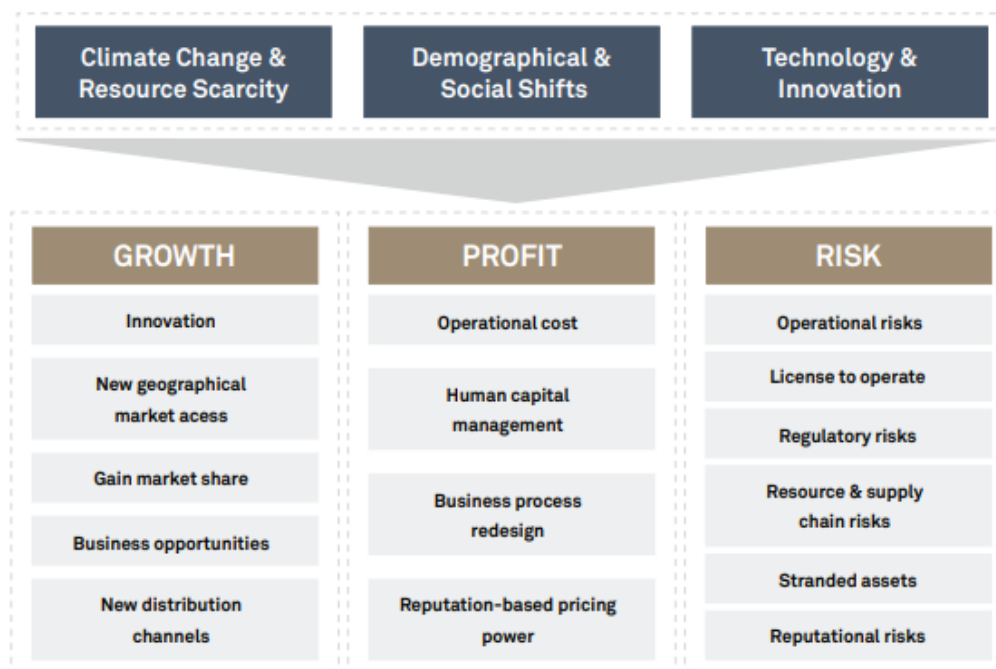 Climate Change &
Resource Scarcity
Demographical &
Social Shifts
Technology &
Innovation
GROWTH
Innovation
New geographical
market acess
Gain market share
Business opportunities
New distribution
channels
PROFIT
Operational cost
Human capital
management
Business process
redesign
Reputation-based pricing
power
RISK
Operational risks
License to operate
Regulatory risks
Resource & supply
chain risks
Stranded assets
Reputational risks